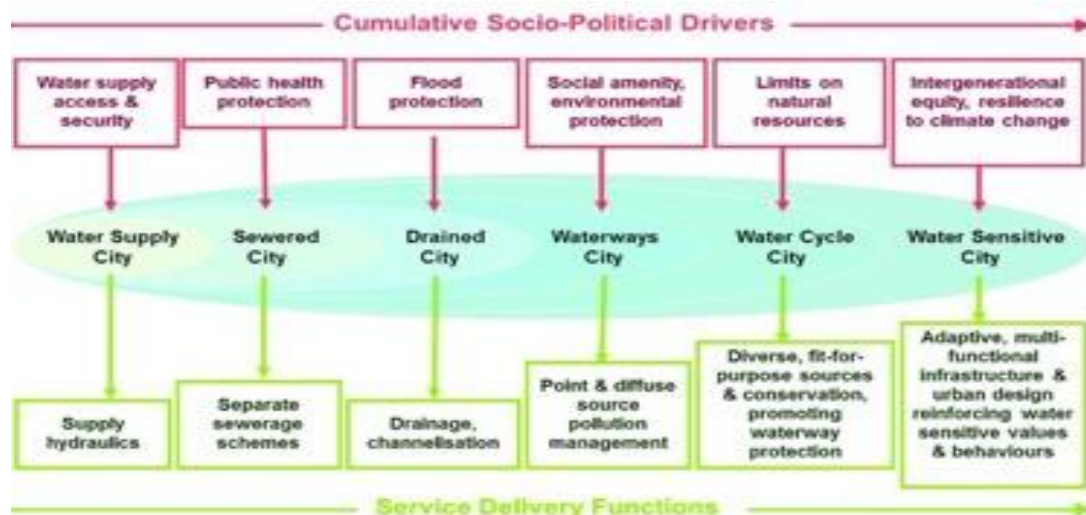 Cumulative Socio-Political Drivers
Water supply
access &
security
Public health
protection
Flood
protection
Social amenity,
environmental
protection
Limits on
natural
resources
Intergenerational
equity, resilience
to climate change
Water Supply
City
Sewered
City
Drained
City
Waterways
City
Water Cycle
City
Water Sensitive
City
Supply
hydraulics
Separate
sewerage
schemes
Drainage,
channelisation
Point & diffuse
source
pollution
management
Diverse, fit-for-
purpose sources
& conservation,
promoting
waterway
protection
Adaptive, multi-
functional
infrastructure &
urban design
reinforcing water
sensitive values
& behaviours
Service Delivery Functions